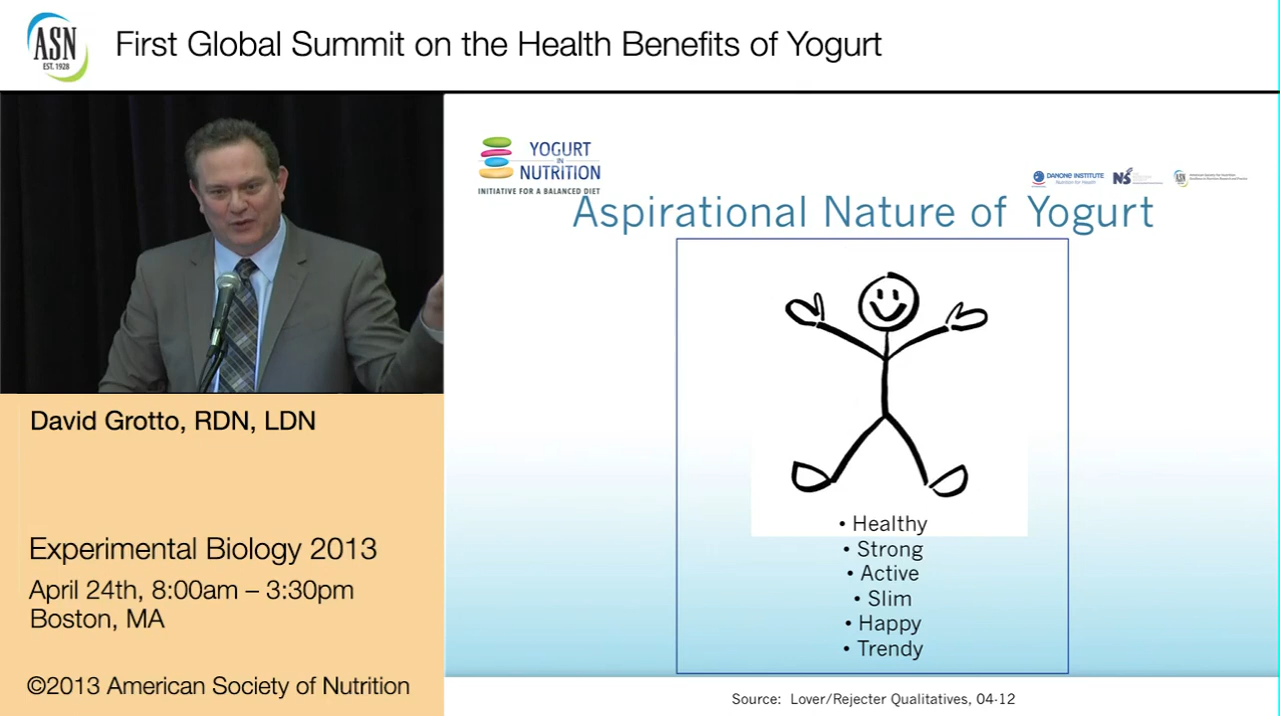 ASN
EST. 1928
First Global Summit on the Health Benefits of Yogurt
YOGURT
IN
NUTRITION
INITIATIVE FOR A BALANCED DIET
DANONE INSTITUTE
Nutrition for Health
NS
Aspirational Nature of Yogurt
• Healthy
• Strong
• Active
• Slim
• Happy
• Trendy
Source: Lover/Rejecter Qualitatives, 04-12
David Grotto, RDN, LDN
Experimental Biology 2013
April 24th, 8:00am – 3:30pm
Boston, MA
©2013 American Society of Nutrition